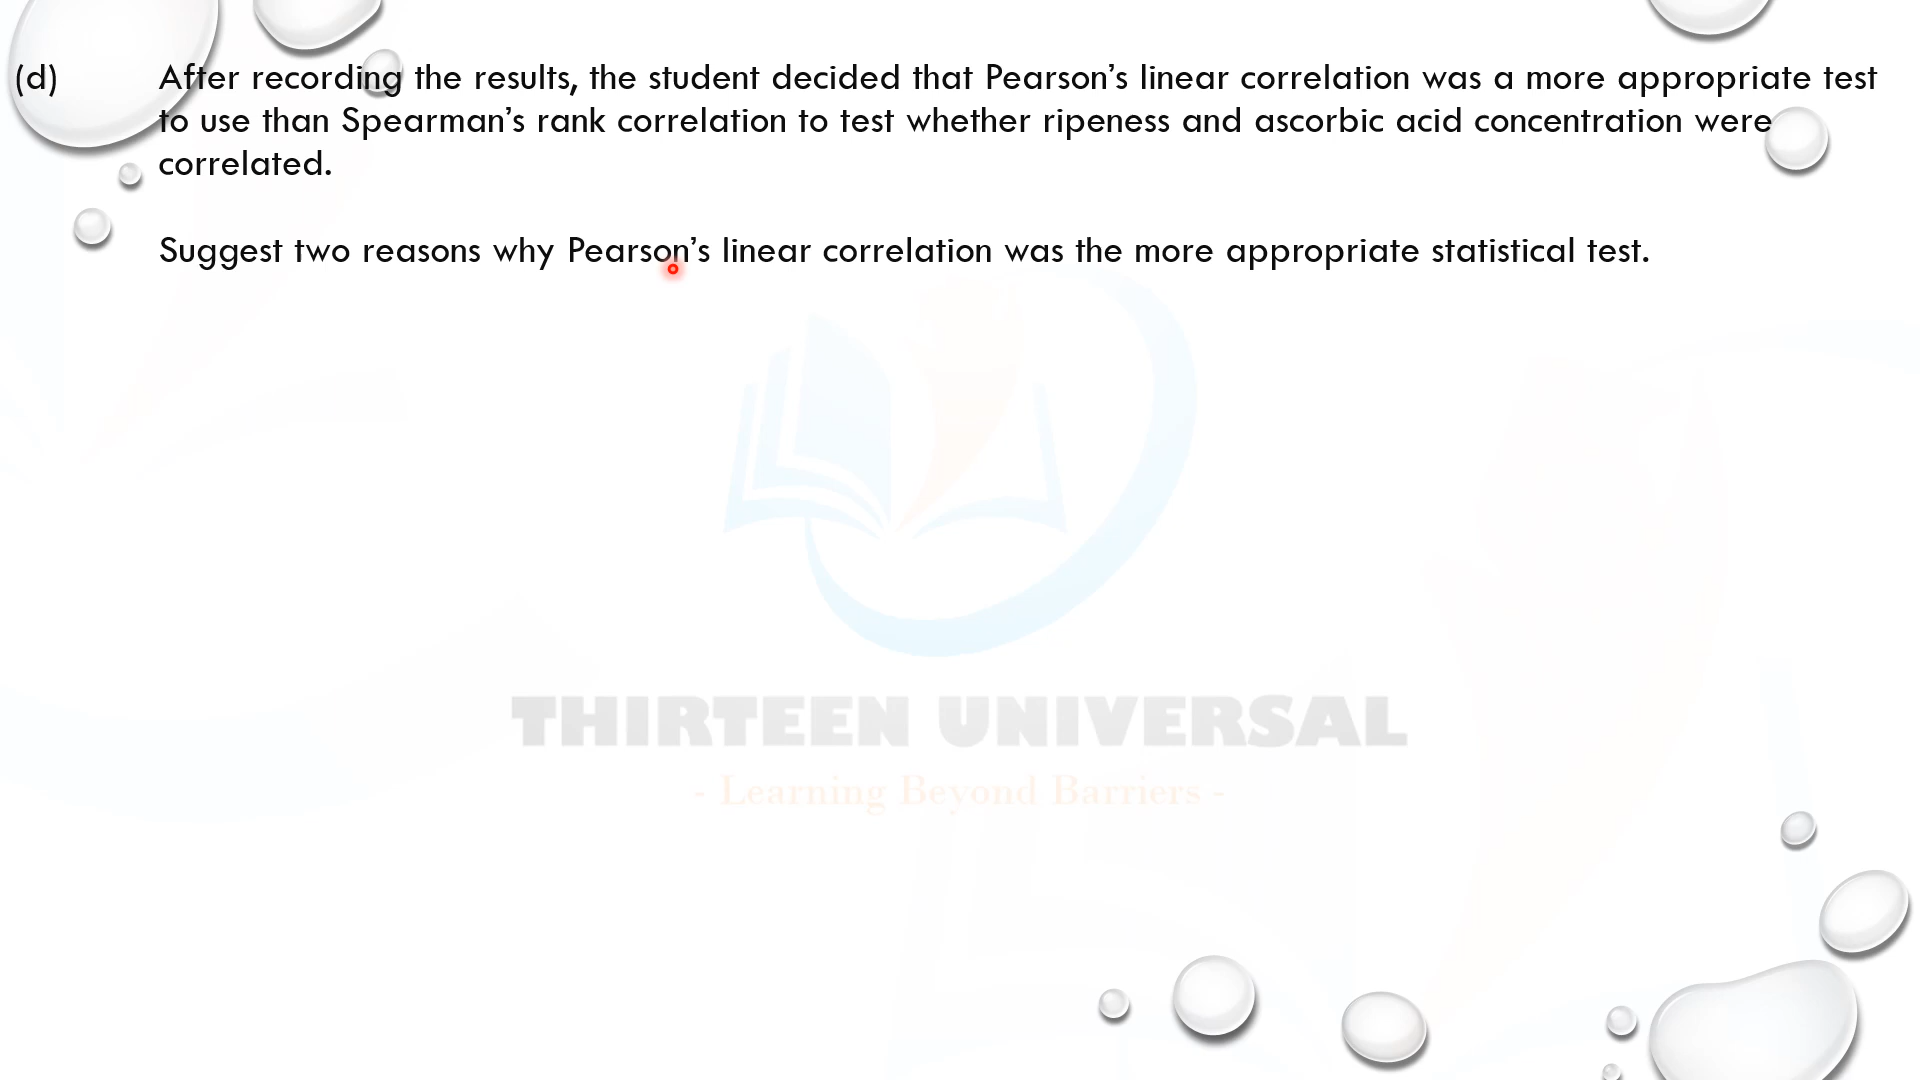 (d) After recording the results, the student decided that Pearson’s linear correlation was a more appropriate test
to use than Spearman’s rank correlation to test whether ripeness and ascorbic acid concentration were
correlated.
Suggest two reasons why Pearson’s linear correlation was the more appropriate statistical test.
THIRTEEN UNIVERSAL
- Learning Beyond Barriers -